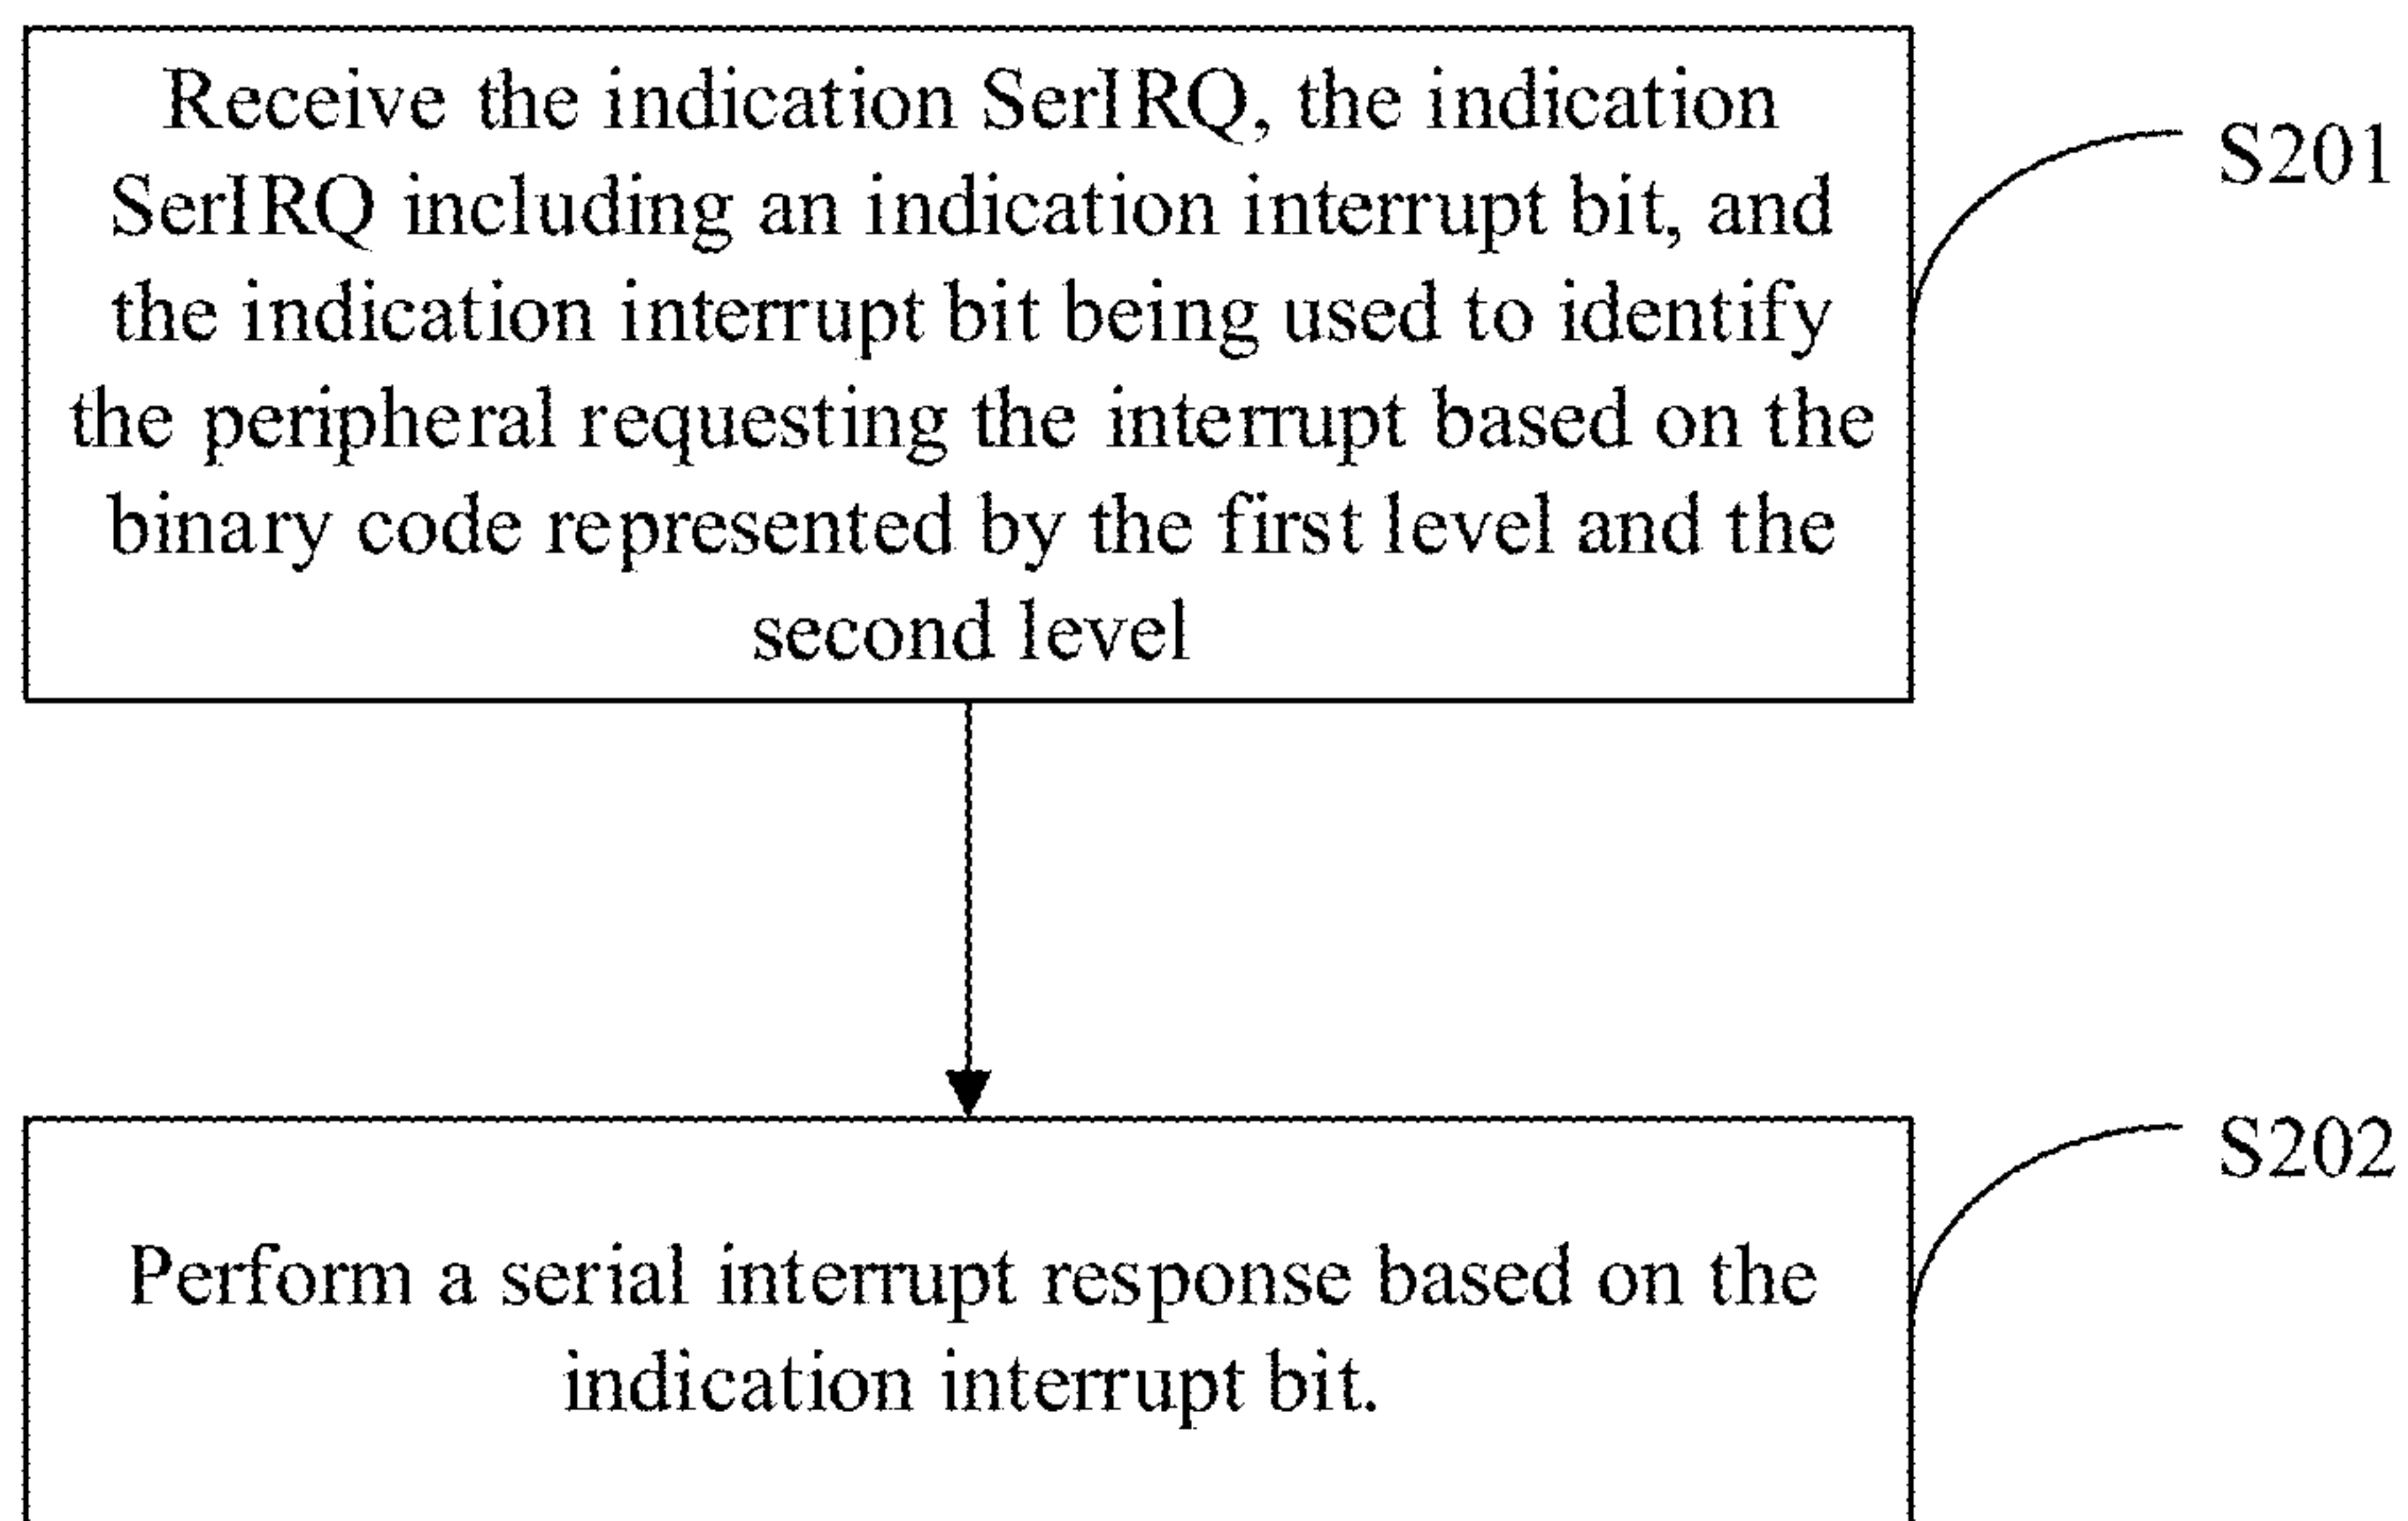 Receive the indication SerIRQ, the indication
SerIRQ including an indication interrupt bit, and
the indication interrupt bit being used to identify
the peripheral requesting the interrupt based on the
binary code represented by the first level and the
second level
S201
Perform a serial interrupt response based on the
indication interrupt bit.
S202